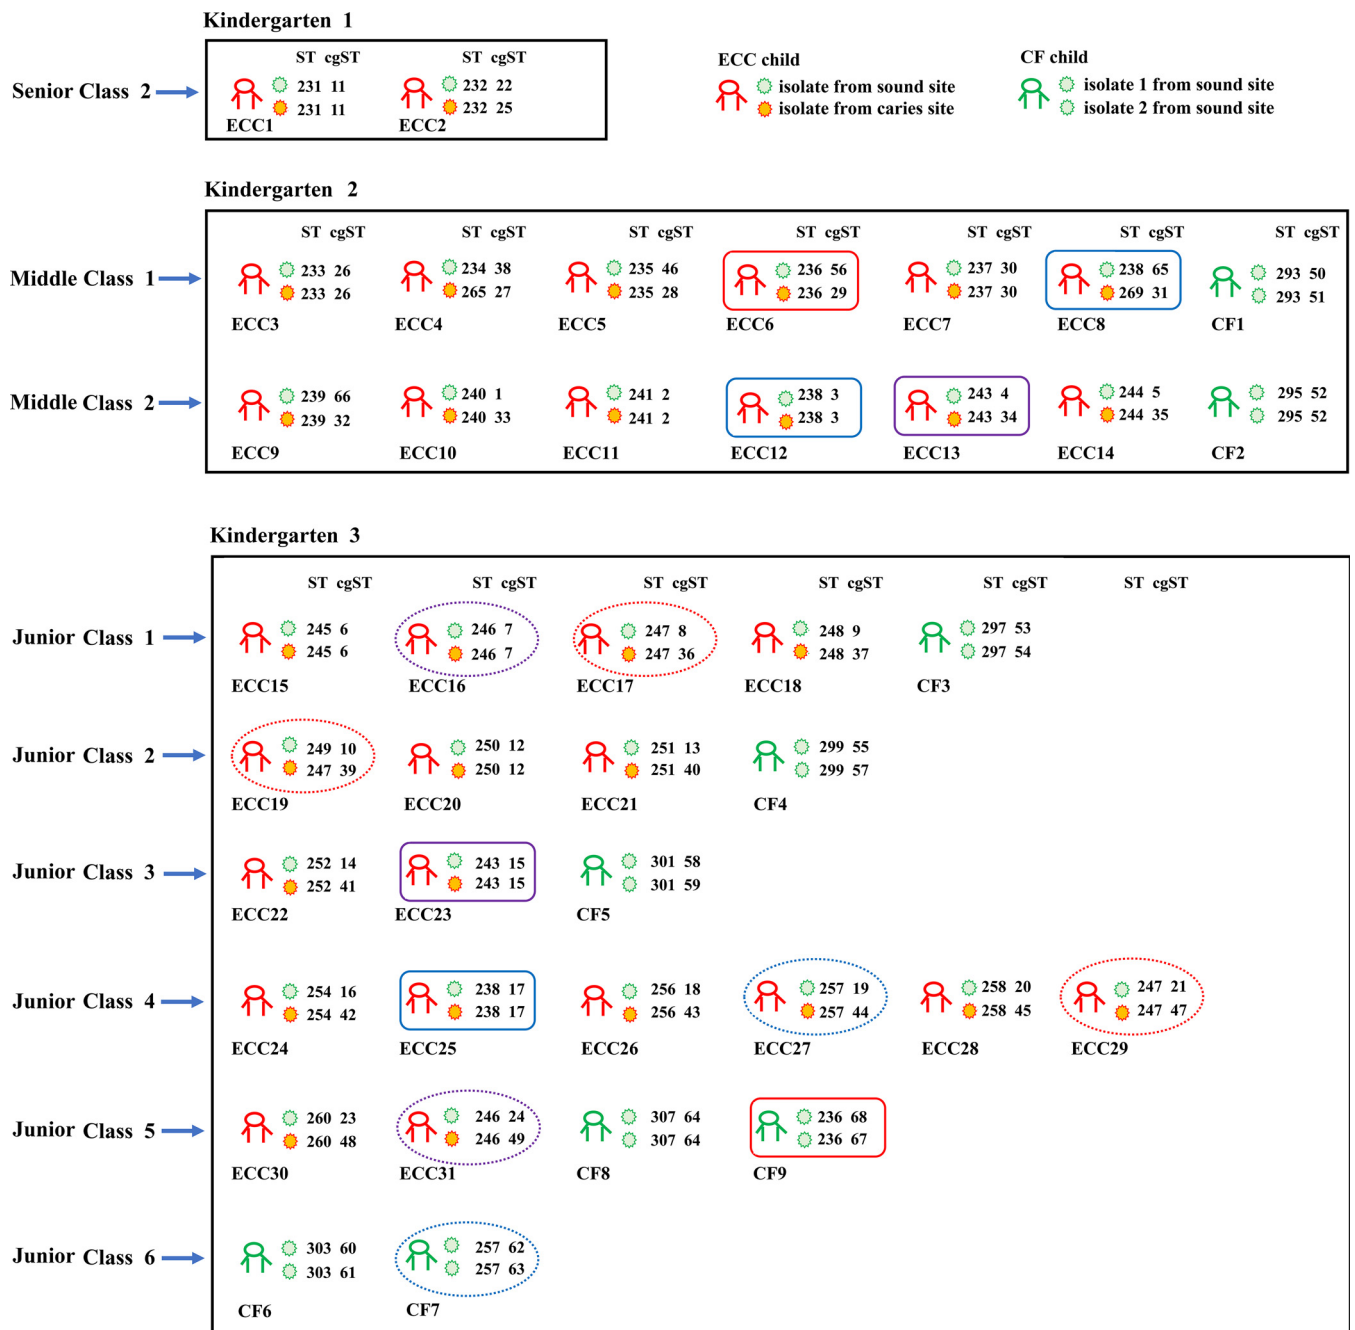 Kindergarten 1
ST cgST ST cgST
ECC child CF child
Senior Class 2
231 11 232 22
231 11 232 25
ECC1 ECC2
isolate from sound site isolate 1 from sound site
isolate from caries site isolate 2 from sound site
Kindergarten 2
ST cgST ST cgST ST cgST ST cgST ST cgST ST cgST ST cgST
Middle Class 1
233 26 234 38 235 46 236 56 237 30 238 65 293 50
233 26 265 27 235 28 236 29 237 30 269 31 293 51
ECC3 ECC4 ECC5 ECC6 ECC7 ECC8 CF1
Middle Class 2
239 66 240 1 241 2 238 3 243 4 244 5 295 52
239 32 240 33 241 2 238 3 243 34 244 35 295 52
ECC9 ECC10 ECC11 ECC12 ECC13 ECC14 CF2
Kindergarten 3
ST cgST ST cgST ST cgST ST cgST ST cgST ST cgST
Junior Class 1
245 6 246 7 247 8 248 9 297 53
245 6 246 7 247 36 248 37 297 54
ECC15 ECC16 ECC17 ECC18 CF3
Junior Class 2
249 10 250 12 251 13 299 55
247 39 250 12 251 40 299 57
ECC19 ECC20 ECC21 CF4
Junior Class 3
252 14 243 15 301 58
252 41 243 15 301 59
ECC22 ECC23 CF5
Junior Class 4
254 16 238 17 256 18 257 19 258 20 247 21
254 42 238 17 256 43 257 44 258 45 247 47
ECC24 ECC25 ECC26 ECC27 ECC28 ECC29
Junior Class 5
260 23 246 24 307 64 236 68
260 48 246 49 307 64 236 67
ECC30 ECC31 CF8 CF9
Junior Class 6
303 60 257 62
303 61 257 63
CF6 CF7